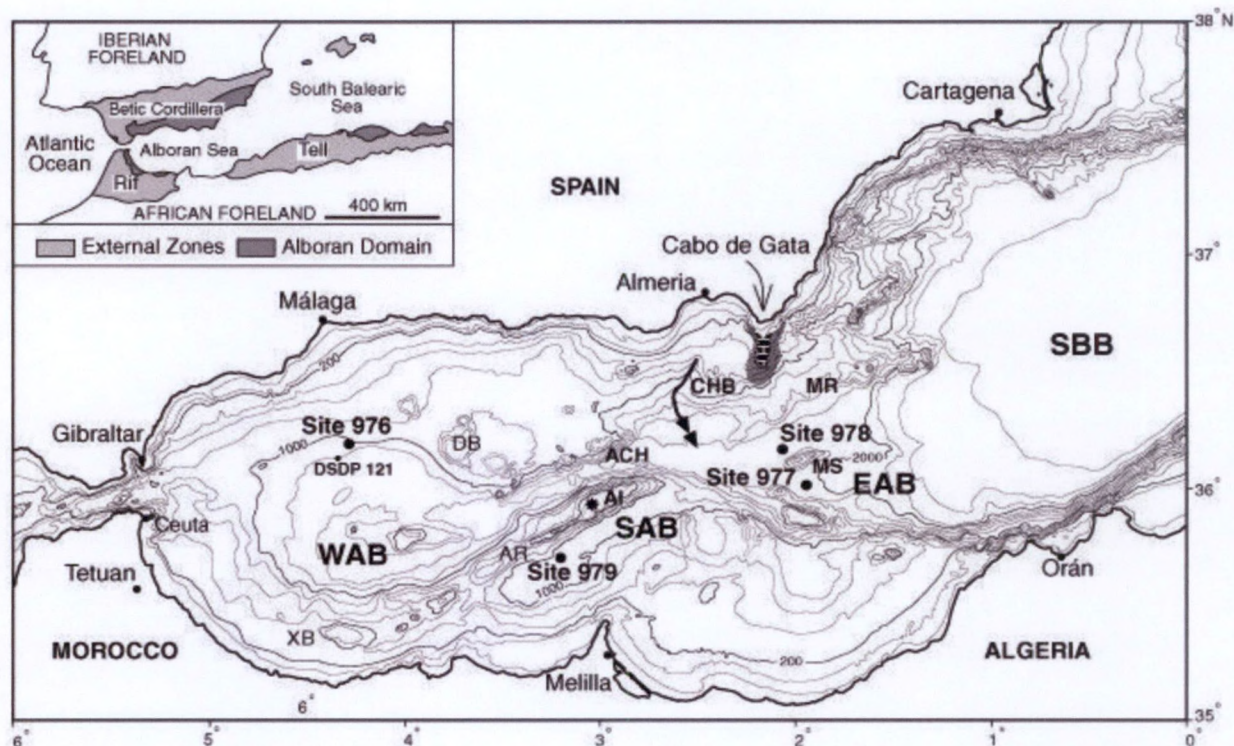 38° N
IBERIAN
FORELAND
South Balearic
Sea
Betic Cordillera
Atlantic
Ocean
Alboran Sea
Tell
Rif
AFRICAN FORELAND
400 km
External Zones
Alboran Domain
Cartagena
SPAIN
Cabo de Gata
37°
Almeria
Málaga
200
SBB
CHB
MR
Site 976
Gibraltar
1000
DB
DSDP 121
Site 978
ACH
2000
Site 977
MS
EAB
36°
AI
Ceuta
SAB
WAB
AR
Site 979
1000
Tetuan
Orán
XB
MOROCCO
ALGERIA
200
Melilla
6°
35°
6 5° 4° 3° 2° 1° 0°